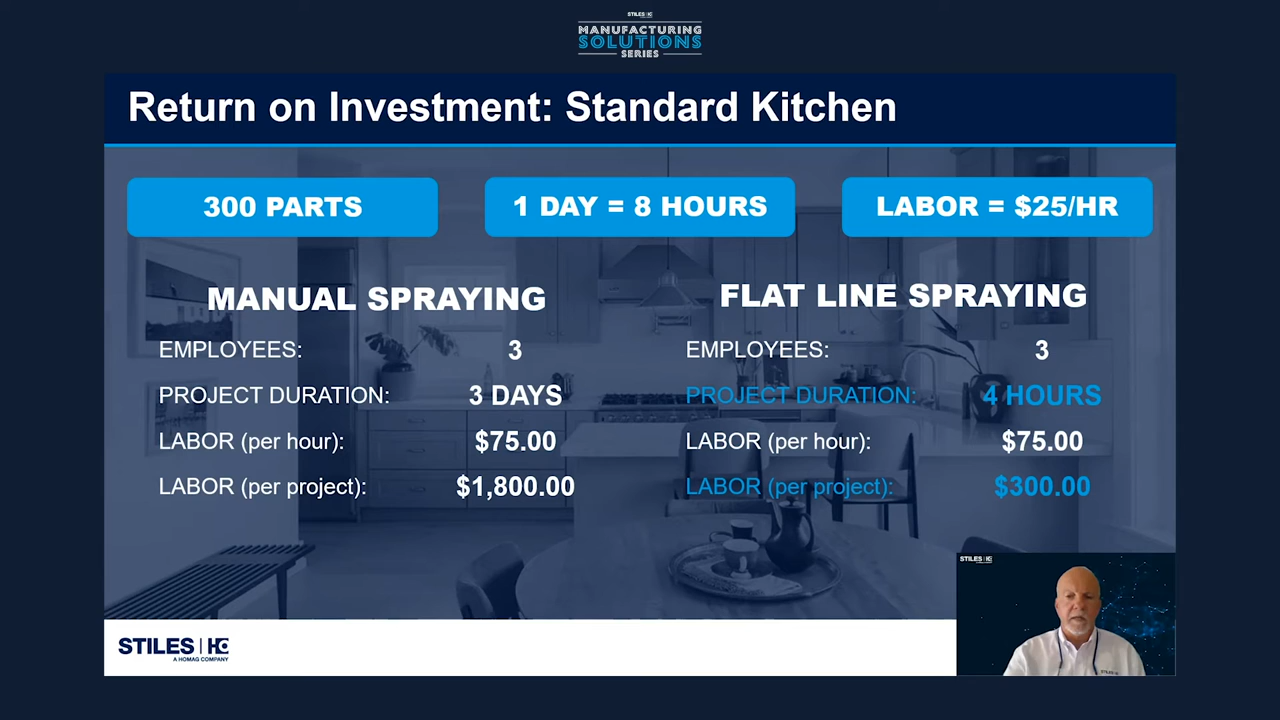 STILES
MANUFACTURING
SOLUTIONS
SERIES
Return on Investment: Standard Kitchen
300 PARTS
1 DAY = 8 HOURS
LABOR = $25/HR
MANUAL SPRAYING
EMPLOYEES: 3
PROJECT DURATION: 3 DAYS
LABOR (per hour): $75.00
LABOR (per project): $1,800.00
FLAT LINE SPRAYING
EMPLOYEES: 3
PROJECT DURATION: 4 HOURS
LABOR (per hour): $75.00
LABOR (per project): $300.00
STILES
A HOMAG COMPANY
STILES